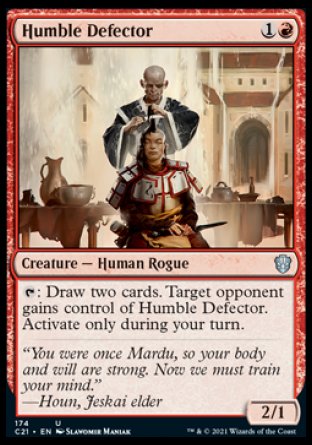 Humble Defector 1
Creature — Human Rogue
T: Draw two cards. Target opponent
gains control of Humble Defector.
Activate only during your turn.
“You were once Mardu, so your body
and will are strong. Now we must train
your mind.”
—Houn, Jeskai elder
2/1
174 U
C21 • EN Slawomir Maniak
™ & © 2021 Wizards of the Coast